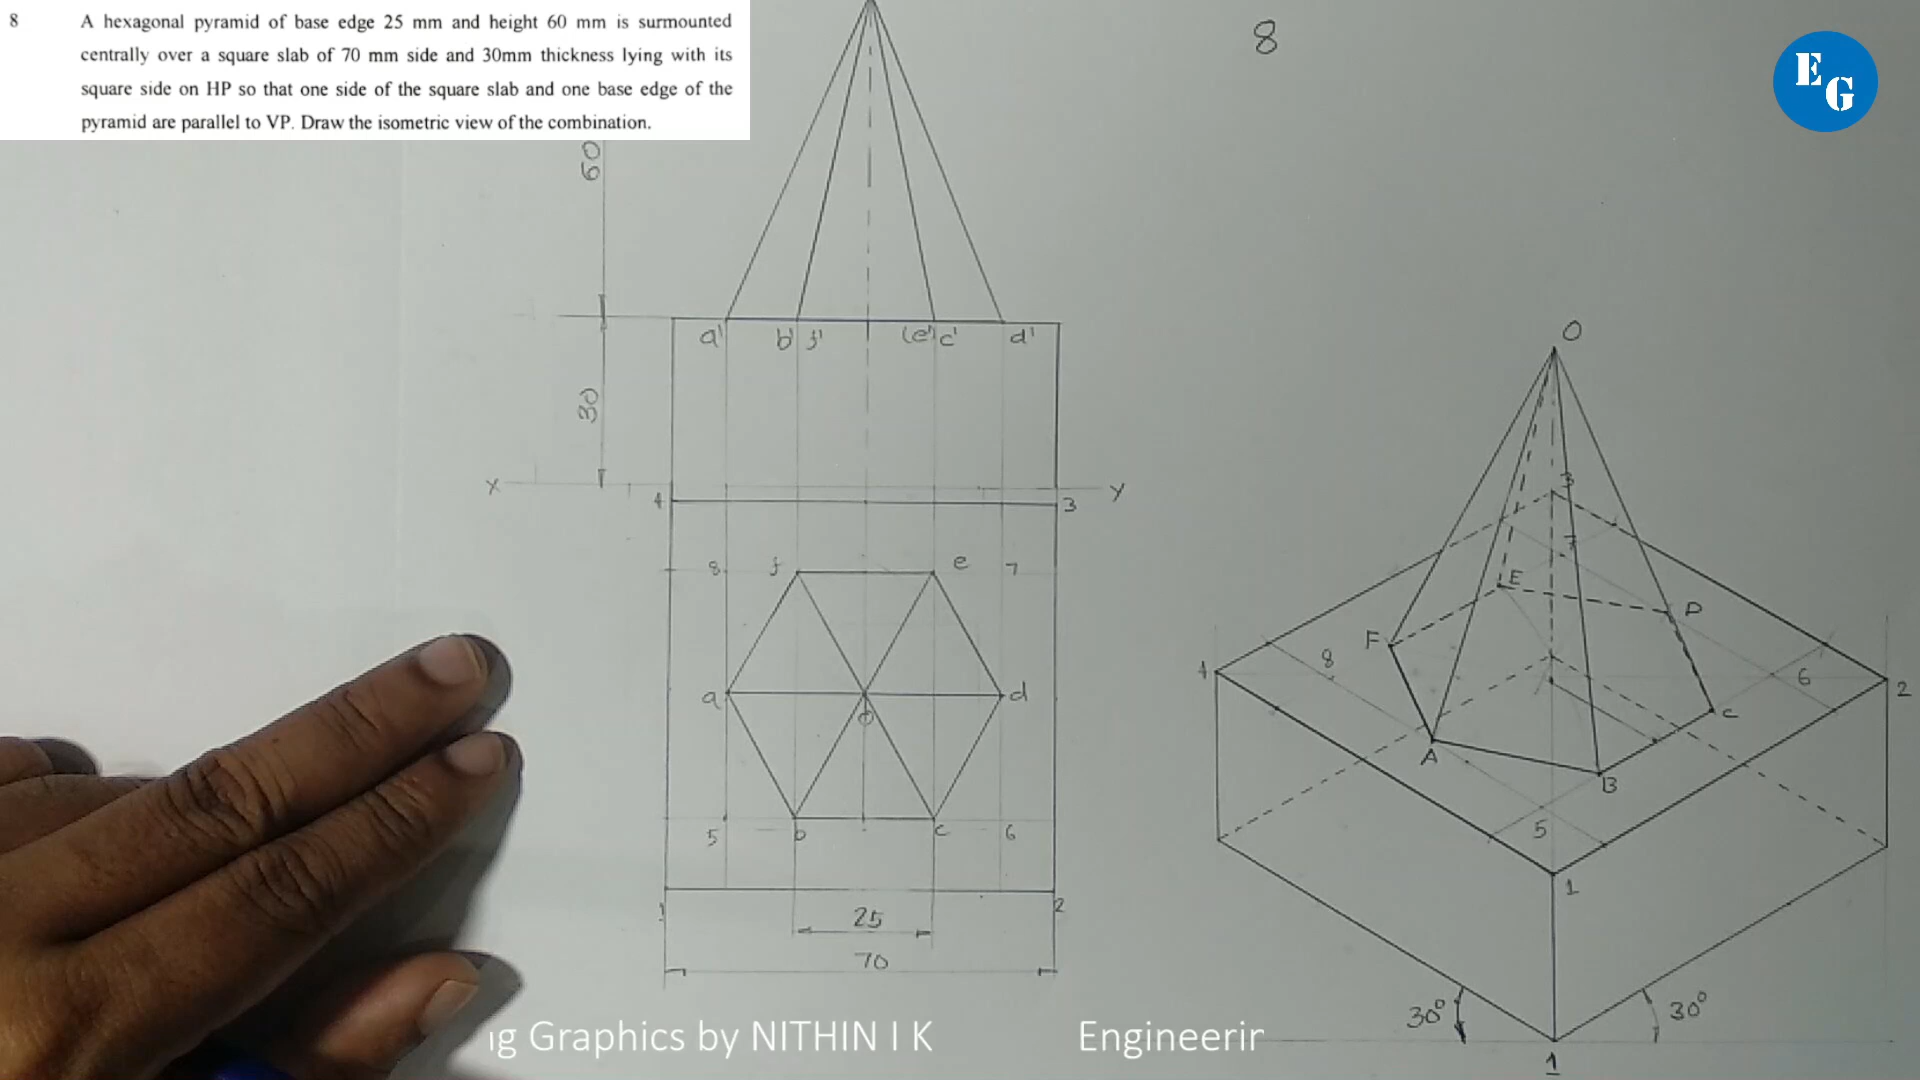 8 A hexagonal pyramid of base edge 25 mm and height 60 mm is surmounted
centrally over a square slab of 70 mm side and 30mm thickness lying with its
square side on HP so that one side of the square slab and one base edge of the
pyramid are parallel to VP. Draw the isometric view of the combination.
8
EG
60
a' b' f' (e' c' d'
30
X Y
4 3
8 f e 7
a d
o
5 b c 6
1 2
25
70
O
3
7
E D
F
8 6
4 2
C
A
B
5
1
30° 30°
1
ng Graphics by NITHIN I K Engineerin